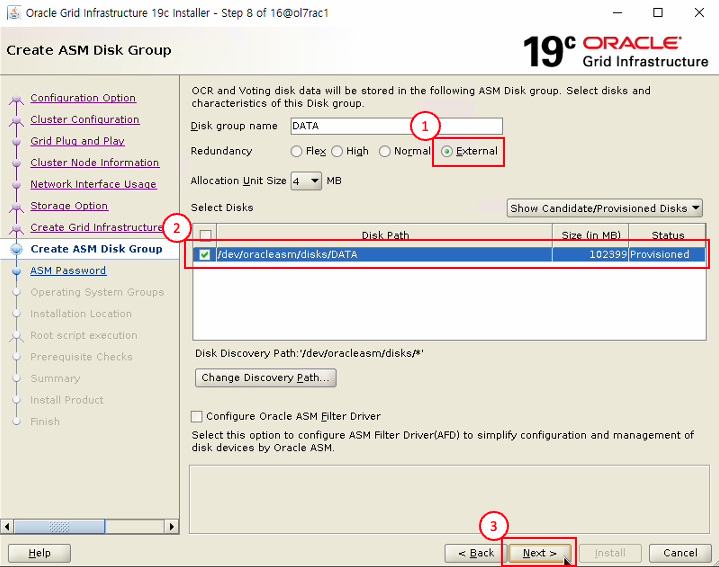 Oracle Grid Infrastructure 19c Installer - Step 8 of 16@ol7rac1
Create ASM Disk Group
19c ORACLE
Grid Infrastructure
Configuration Option
Cluster Configuration
Grid Plug and Play
Cluster Node Information
Network Interface Usage
Storage Option
Create Grid Infrastructure
Create ASM Disk Group
ASM Password
Operating System Groups
Installation Location
Root script execution
Prerequisite Checks
Summary
Install Product
Finish
OCR and Voting disk data will be stored in the following ASM Disk group. Select disks and
characteristics of this Disk group.
Disk group name DATA
1
Redundancy Flex High Normal External
Allocation Unit Size 4 MB
Select Disks Show Candidate/Provisioned Disks
2
Disk Path Size (in MB) Status
/dev/oracleasm/disks/DATA 102399 Provisioned
Disk Discovery Path:'/dev/oracleasm/disks/*'
Change Discovery Path...
Configure Oracle ASM Filter Driver
Select this option to configure ASM Filter Driver(AFD) to simplify configuration and management of
disk devices by Oracle ASM.
3
Help < Back Next > Install Cancel